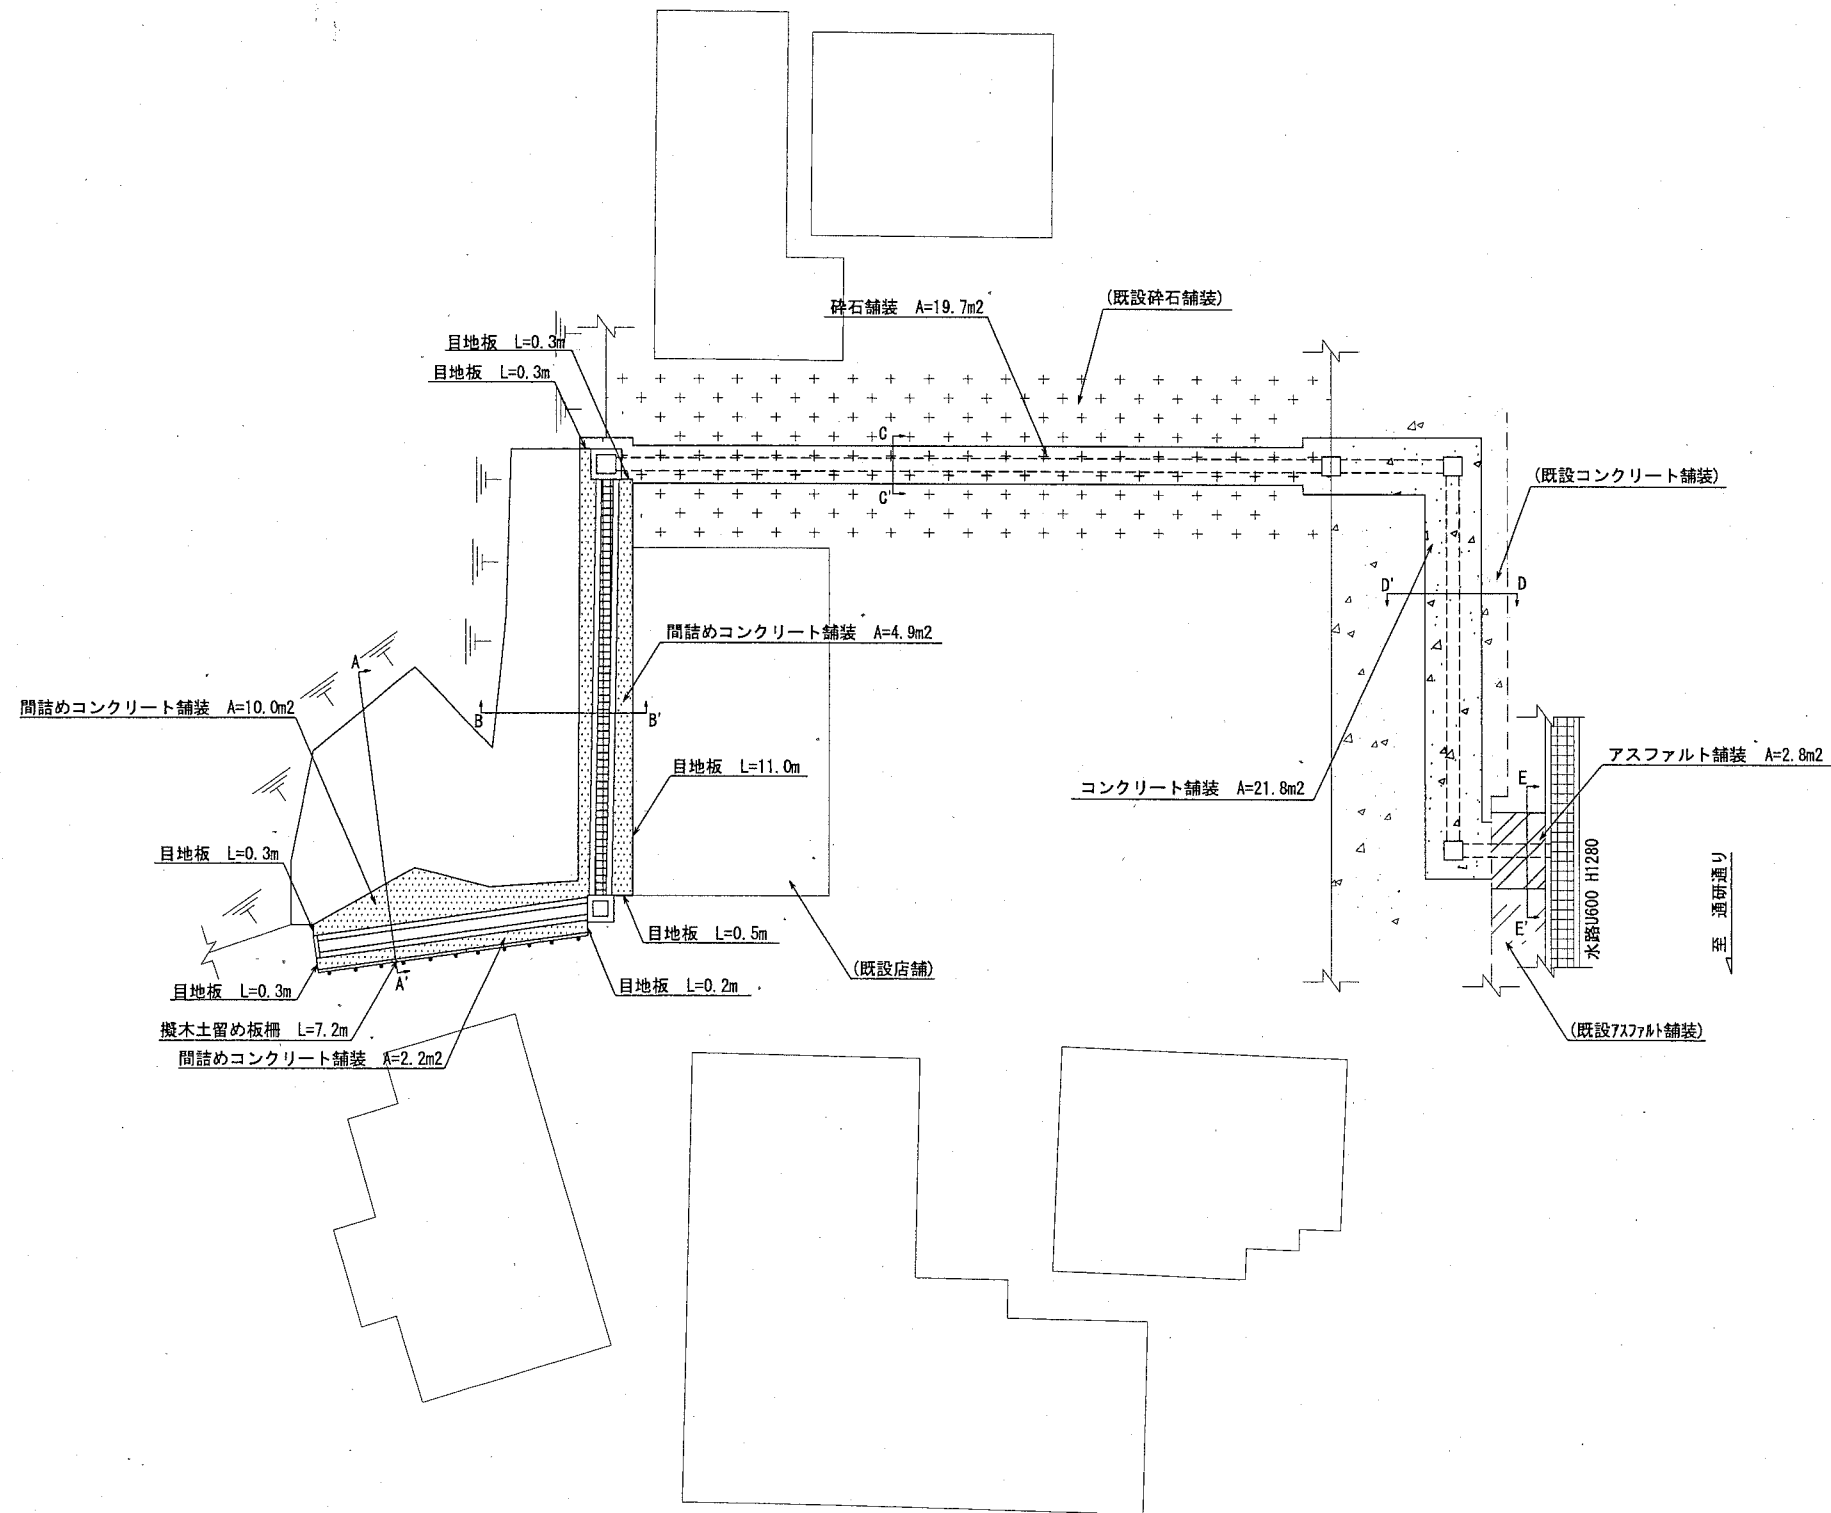 砕石舗装 A=19.7m2
(既設砕石舗装)
目地板 L=0.3m
目地板 L=0.3m
C
C'
(既設コンクリート舗装)
D'
D
間詰めコンクリート舗装 A=4.9m2
A
間詰めコンクリート舗装 A=10.0m2
B
B'
目地板 L=11.0m
アスファルト舗装 A=2.8m2
コンクリート舗装 A=21.8m2
E
目地板 L=0.3m
水路U600 H1280
至 通研通り
E'
目地板 L=0.5m
(既設店舗)
A'
目地板 L=0.3m
目地板 L=0.2m
擬木土留め板柵 L=7.2m
(既設アスファルト舗装)
間詰めコンクリート舗装 A=2.2m2